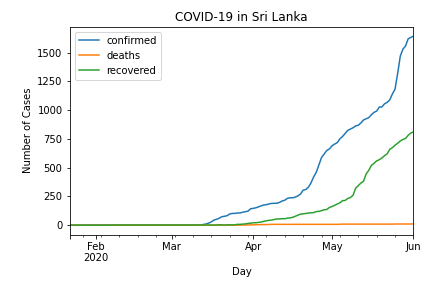 COVID-19 in Sri Lanka
confirmed
deaths
recovered
Number of Cases
1500
1250
1000
750
500
250
0
Feb
2020
Mar
Apr
May
Jun
Day